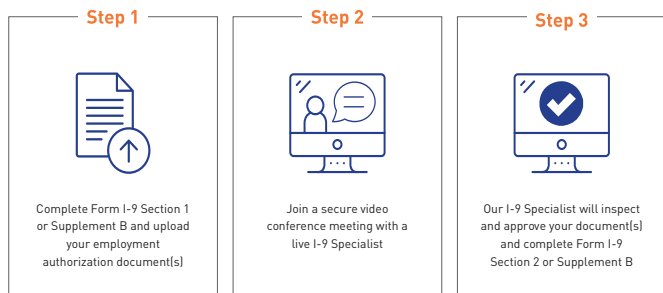 Step 1
Complete Form I-9 Section 1
or Supplement B and upload
your employment
authorization document(s)
Step 2
Join a secure video
conference meeting with a
live I-9 Specialist
Step 3
Our I-9 Specialist will inspect
and approve your document(s)
and complete Form I-9
Section 2 or Supplement B